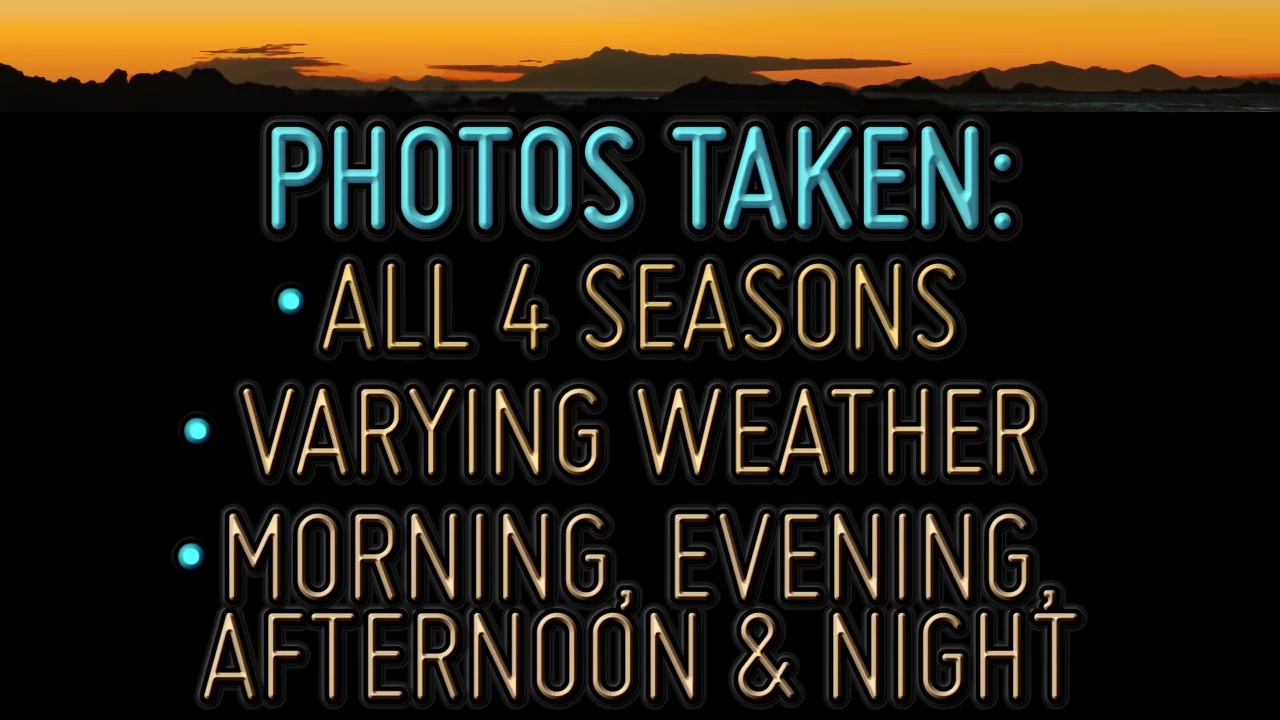 PHOTOS TAKEN:
• ALL 4 SEASONS
• VARYING WEATHER
• MORNING, EVENING,
AFTERNOON & NIGHT